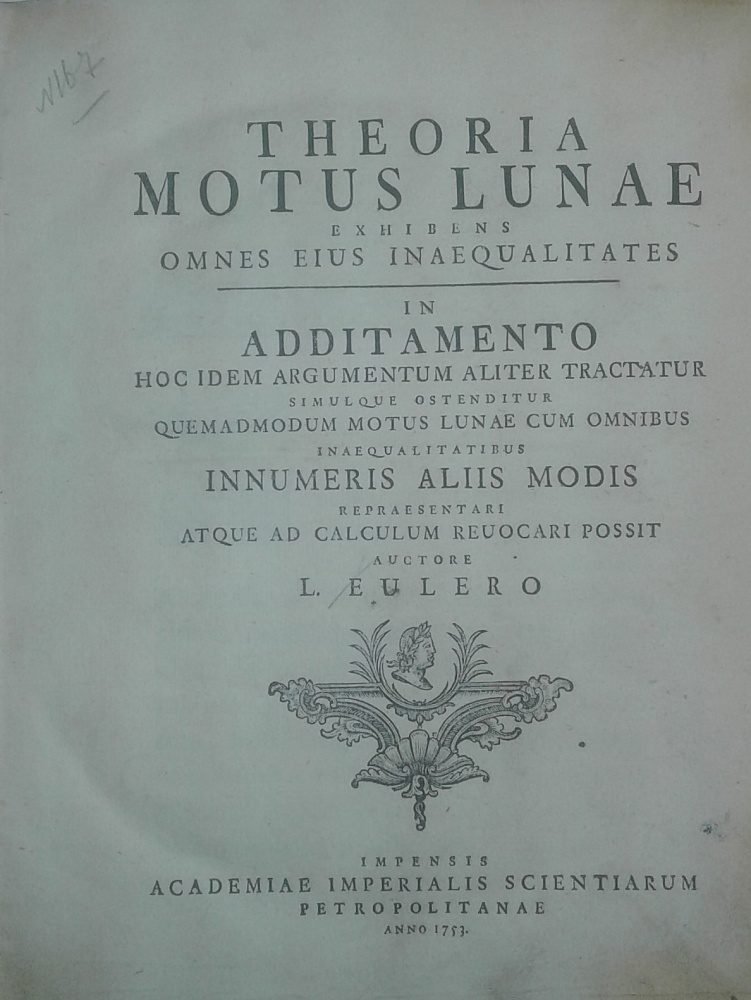 THEORIA
MOTUS LUNAE
EXHIBENS
OMNES EIUS INAEQUALITATES
IN
ADDITAMENTO
HOC IDEM ARGUMENTUM ALITER TRACTATUR
SIMULQUE OSTENDITUR
QUEMADMODUM MOTUS LUNAE CUM OMNIBUS
INAEQUALITATIBUS
INNUMERIS ALIIS MODIS
REPRAESENTARI
ATQUE AD CALCULUM REUOCARI POSSIT
AUCTORE
L. EULERO
IMPENSIS
ACADEMIAE IMPERIALIS SCIENTIARUM
PETROPOLITANAE
ANNO 1753.